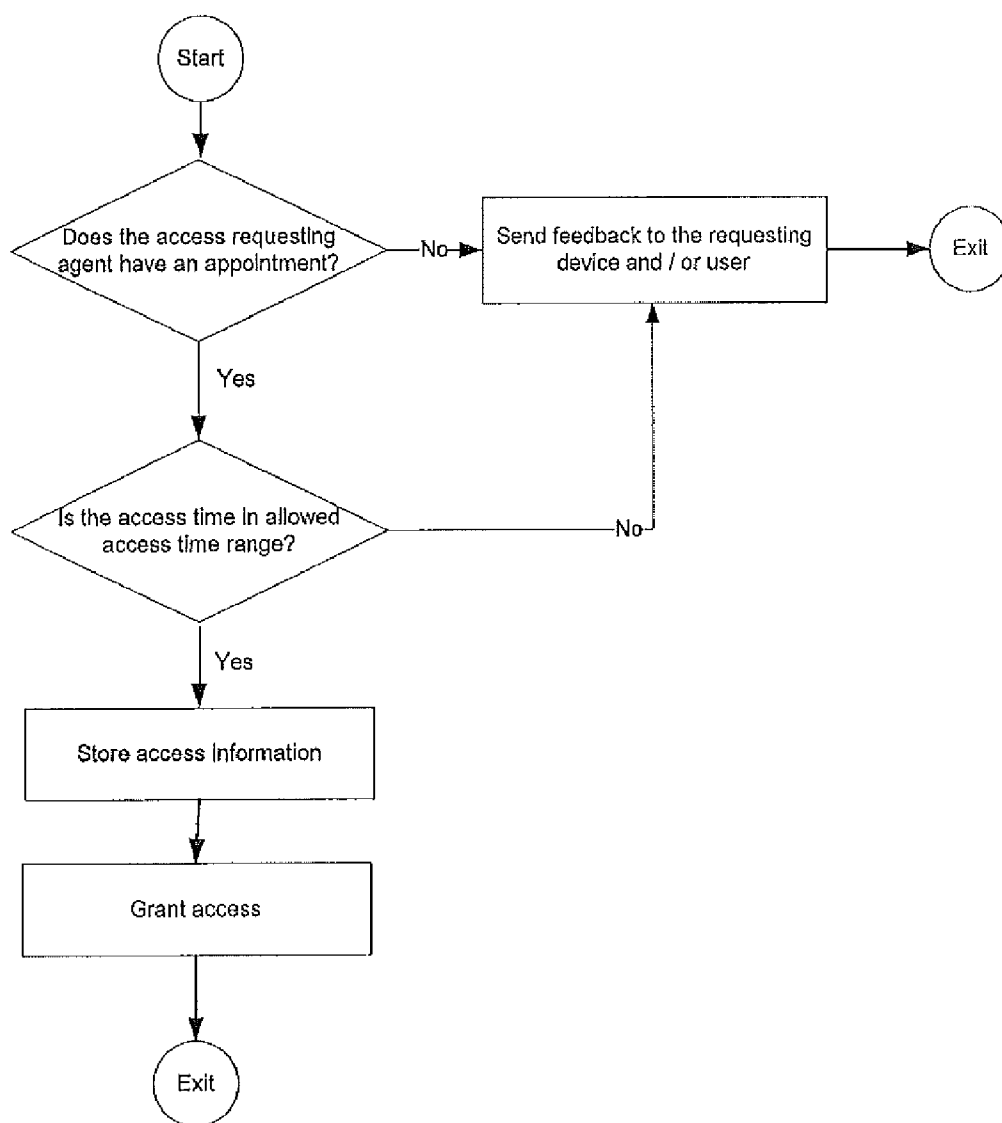 Start
Does the access requesting
agent have an appointment?
No
Send feedback to the requesting
device and / or user
Exit
Yes
Is the access time in allowed
access time range?
No
Yes
Store access information
Grant access
Exit